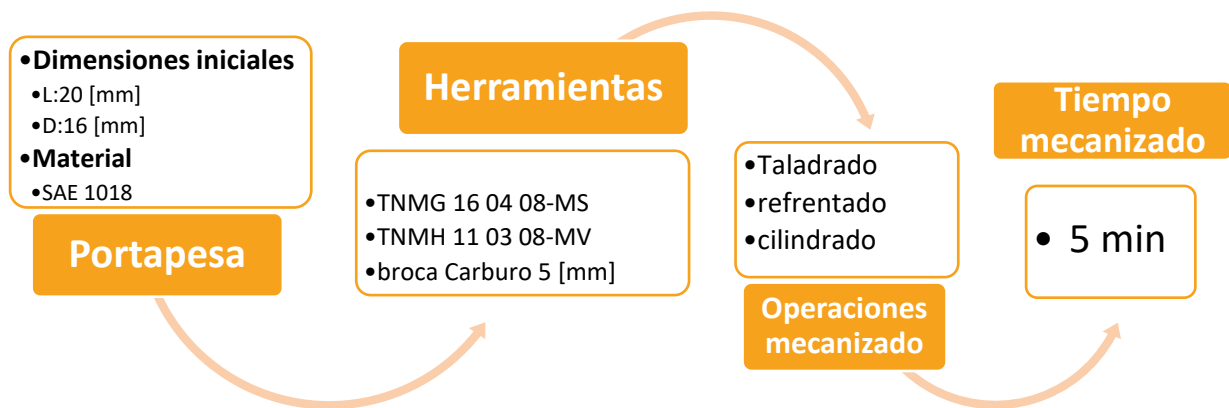 •Dimensiones iniciales
•L:20 [mm]
•D:16 [mm]
•Material
•SAE 1018
Portapesa
Herramientas
•TNMG 16 04 08-MS
•TNMH 11 03 08-MV
•broca Carburo 5 [mm]
•Taladrado
•refrentado
•cilindrado
Operaciones
mecanizado
Tiempo
mecanizado
• 5 min